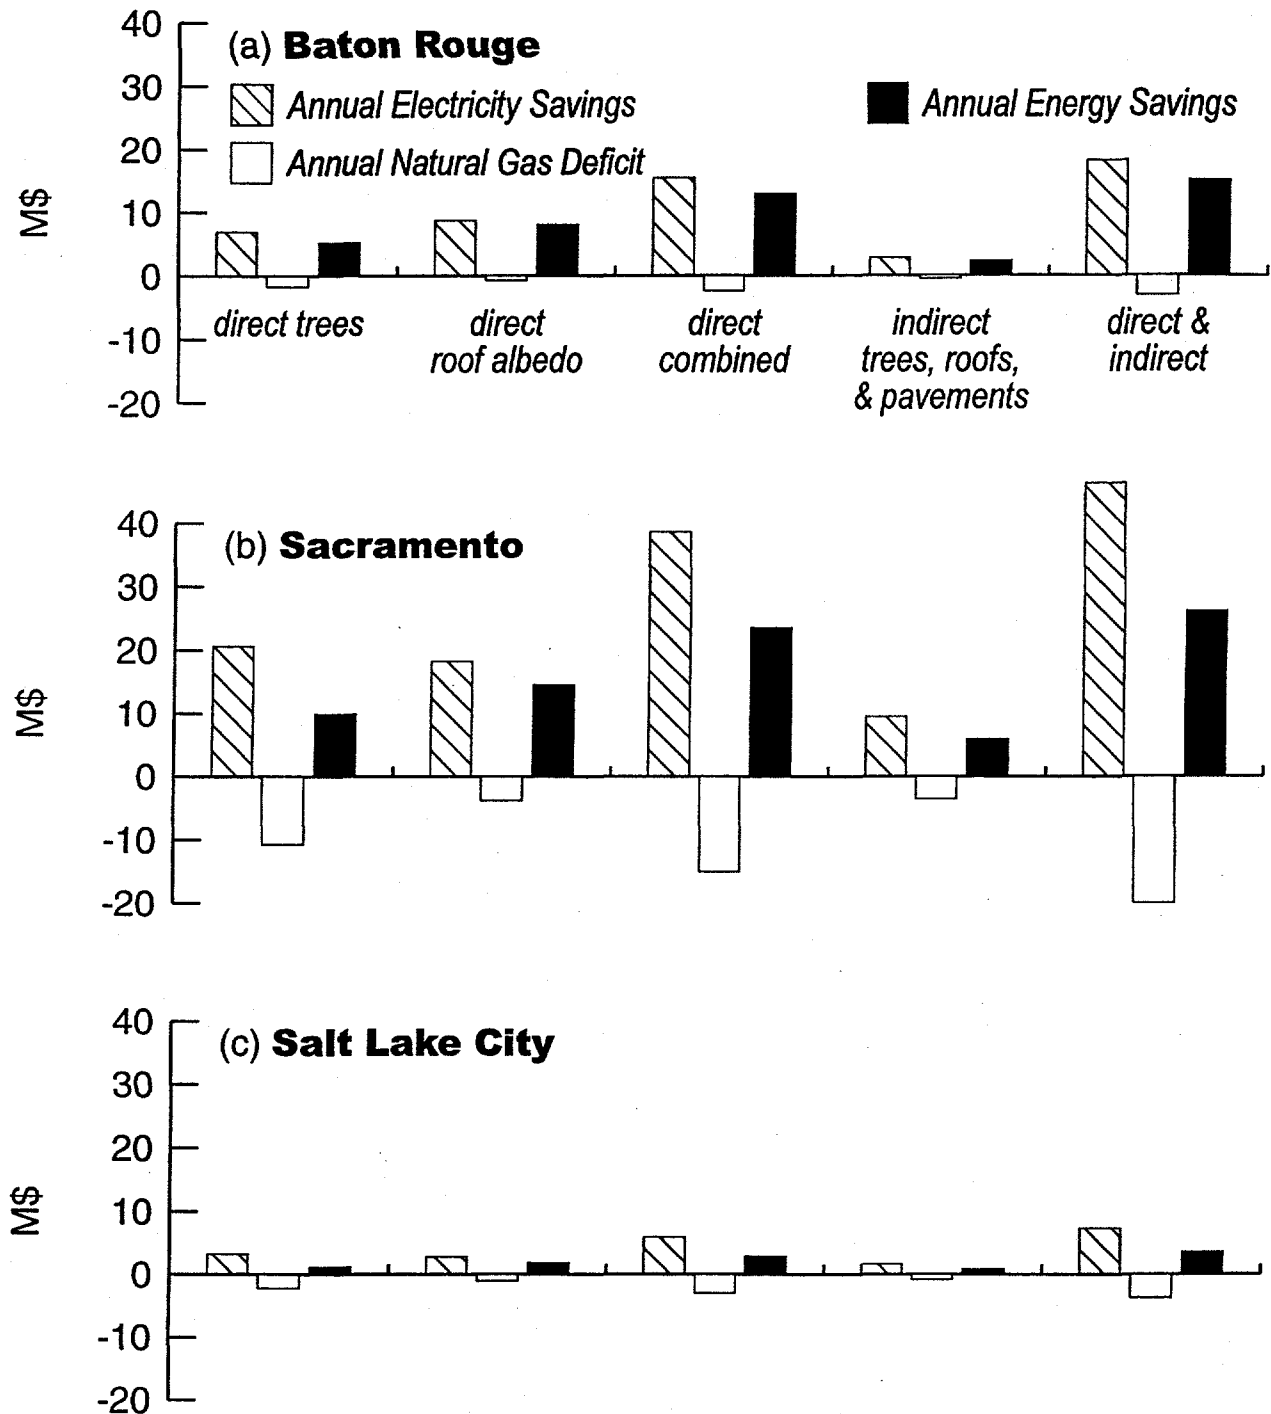 40
(a) Baton Rouge
30
Annual Electricity Savings
Annual Energy Savings
20
Annual Natural Gas Deficit
M$
10
0
direct trees
direct
roof albedo
direct
combined
indirect
trees, roofs,
& pavements
direct &
indirect
-10
-20
40
(b) Sacramento
30
20
M$
10
0
-10
-20
40
(c) Salt Lake City
30
20
M$
10
0
-10
-20